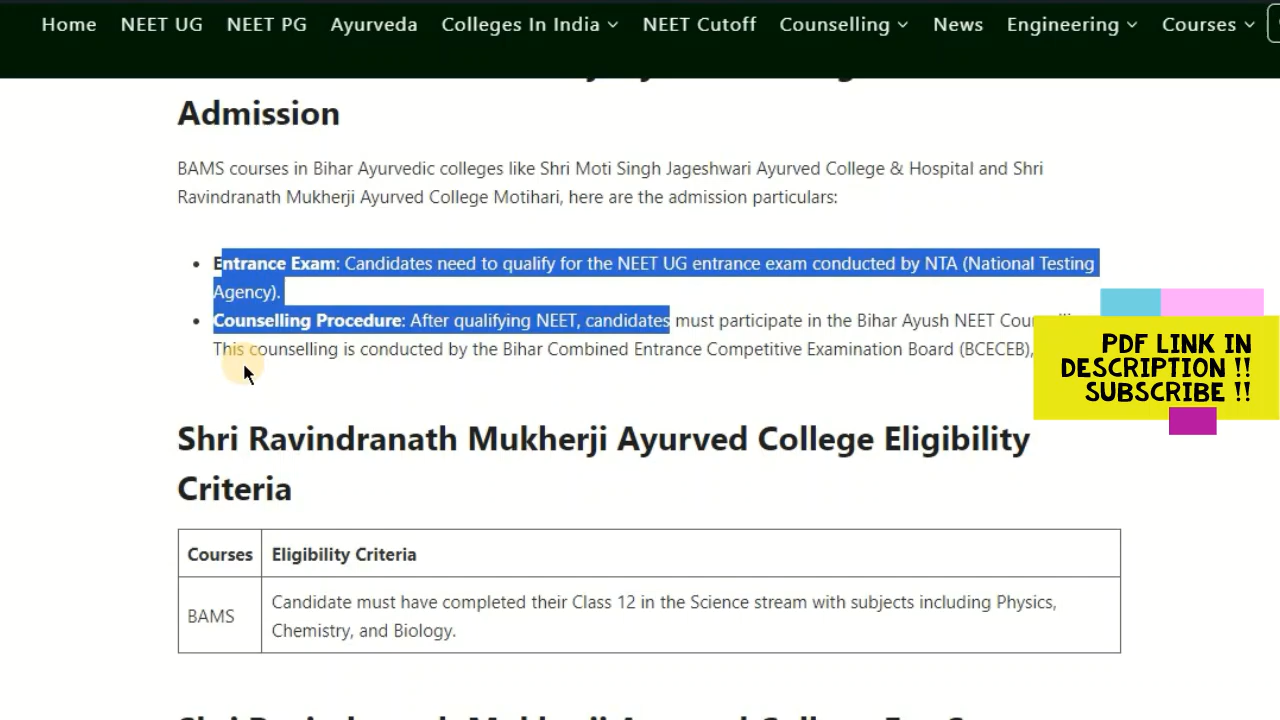 Home NEET UG NEET PG Ayurveda Colleges In India NEET Cutoff Counselling News Engineering Courses
Admission
BAMS courses in Bihar Ayurvedic colleges like Shri Moti Singh Jageshwari Ayurved College & Hospital and Shri
Ravindranath Mukherji Ayurved College Motihari, here are the admission particulars:
• Entrance Exam: Candidates need to qualify for the NEET UG entrance exam conducted by NTA (National Testing
Agency).
• Counselling Procedure: After qualifying NEET, candidates must participate in the Bihar Ayush NEET
This counselling is conducted by the Bihar Combined Entrance Competitive Examination Board (BCECEB),
PDF LINK IN
DESCRIPTION !!
SUBSCRIBE !!
Shri Ravindranath Mukherji Ayurved College Eligibility
Criteria
Courses Eligibility Criteria
BAMS Candidate must have completed their Class 12 in the Science stream with subjects including Physics,
Chemistry, and Biology.